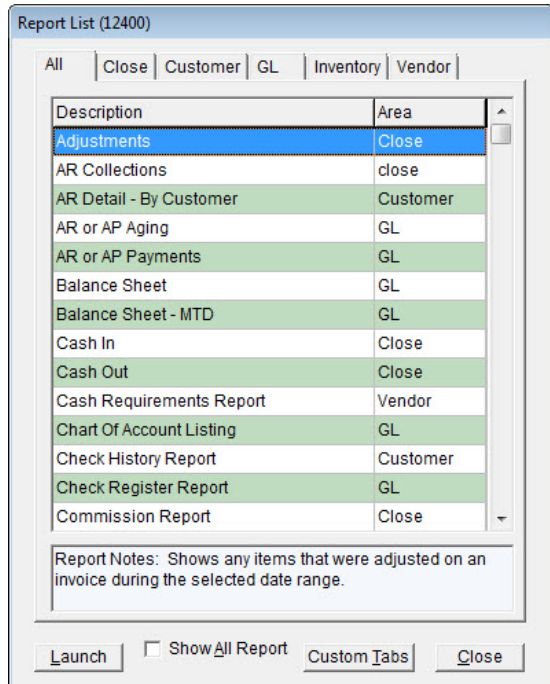 Report List (12400)
All Close Customer GL Inventory Vendor
Description Area
Adjustments Close
AR Collections close
AR Detail - By Customer Customer
AR or AP Aging GL
AR or AP Payments GL
Balance Sheet GL
Balance Sheet - MTD GL
Cash In Close
Cash Out Close
Cash Requirements Report Vendor
Chart Of Account Listing GL
Check History Report Customer
Check Register Report GL
Commission Report Close
Report Notes: Shows any items that were adjusted on an
invoice during the selected date range.
Launch Show All Report Custom Tabs Close